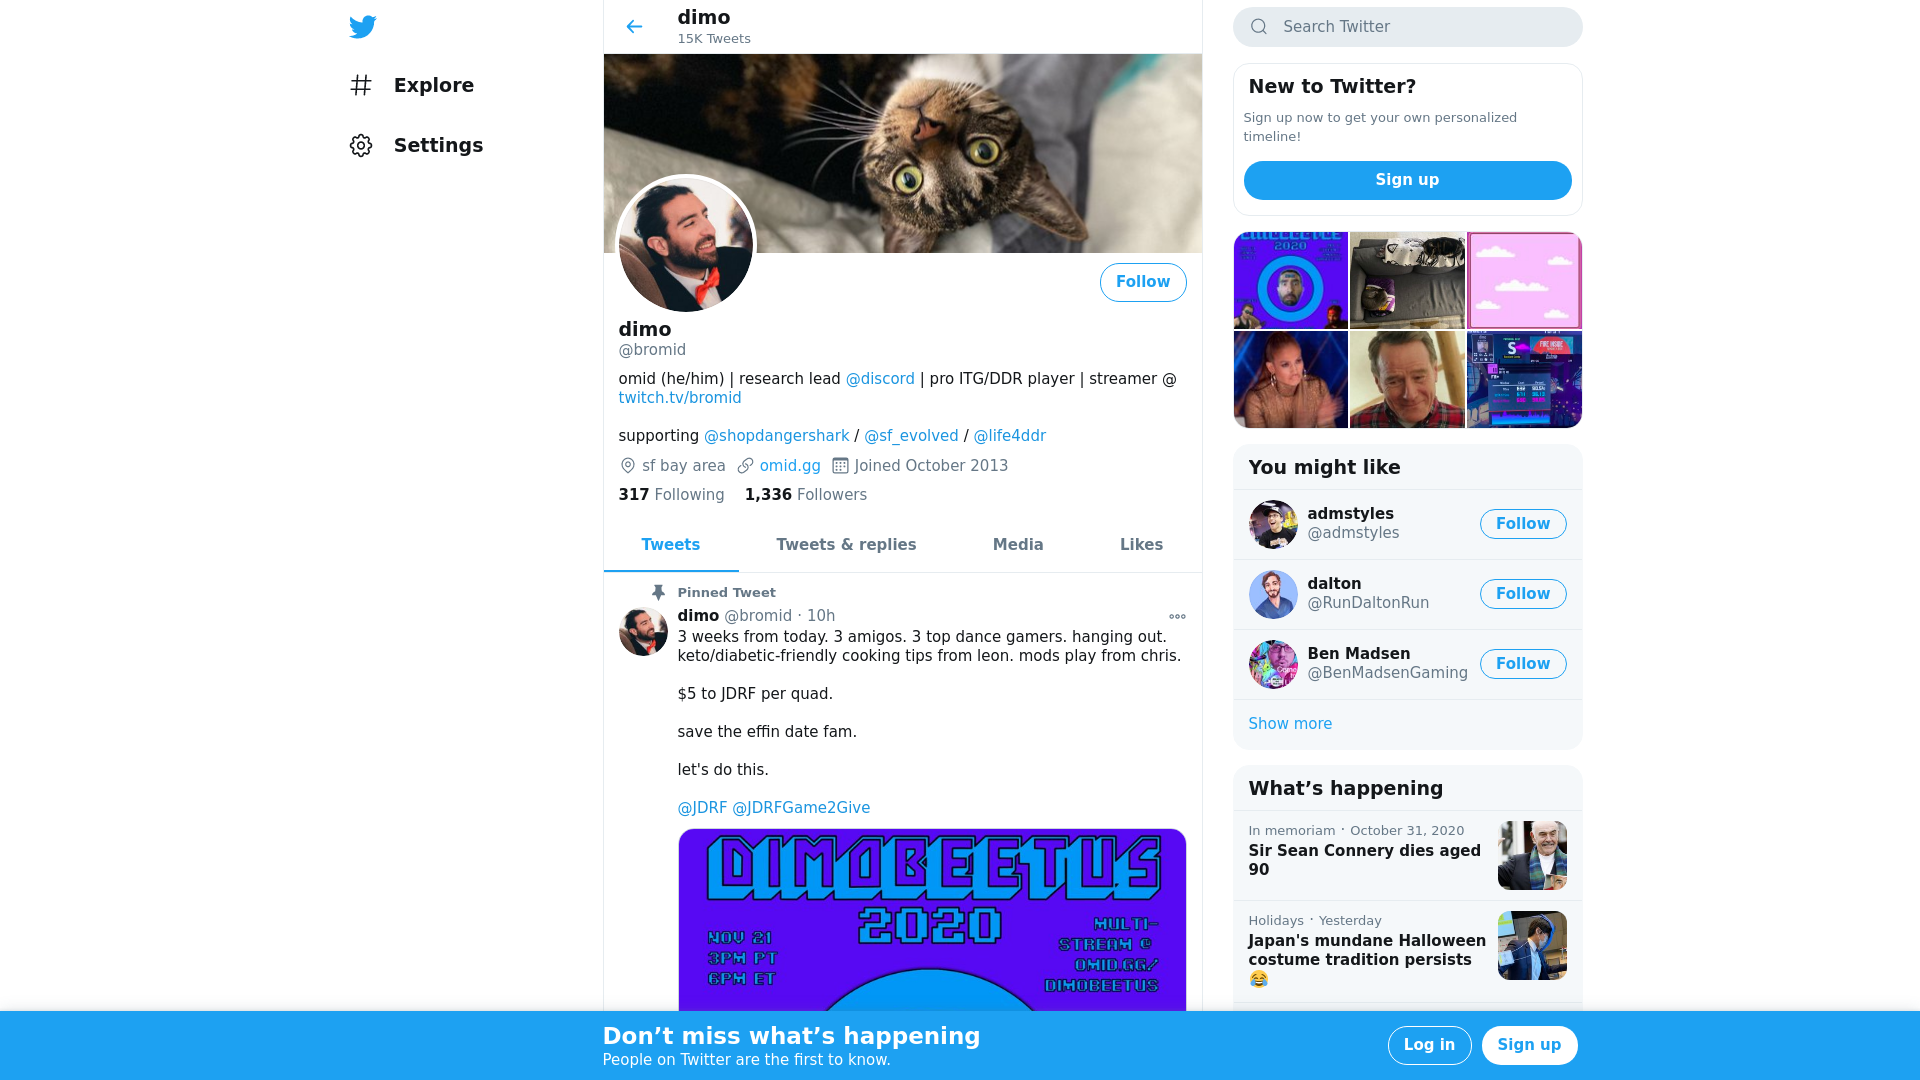 Explore
Settings
dimo
15K Tweets
Follow
dimo
@bromid
omid (he/him) | research lead @discord | pro ITG/DDR player | streamer @
twitch.tv/bromid
supporting @shopdangershark / @sf_evolved / @life4ddr
sf bay area omid.gg Joined October 2013
317 Following 1,336 Followers
Tweets Tweets & replies Media Likes
Pinned Tweet
dimo @bromid · 10h
3 weeks from today. 3 amigos. 3 top dance gamers. hanging out.
keto/diabetic-friendly cooking tips from leon. mods play from chris.
$5 to JDRF per quad.
save the effin date fam.
let's do this.
@JDRF @JDRFGame2Give
DIMOBEETUS
2020
NOV 21
3PM PT
6PM ET
MULTI-
STREAM @
OMID.GG/
DIMOBEETUS
Search Twitter
New to Twitter?
Sign up now to get your own personalized
timeline!
Sign up
2020
You might like
admstyles
@admstyles
Follow
dalton
@RunDaltonRun
Follow
Ben Madsen
@BenMadsenGaming
Follow
Show more
What’s happening
In memoriam · October 31, 2020
Sir Sean Connery dies aged
90
Holidays · Yesterday
Japan's mundane Halloween
costume tradition persists
😂
Don’t miss what’s happening
People on Twitter are the first to know.
Log in
Sign up